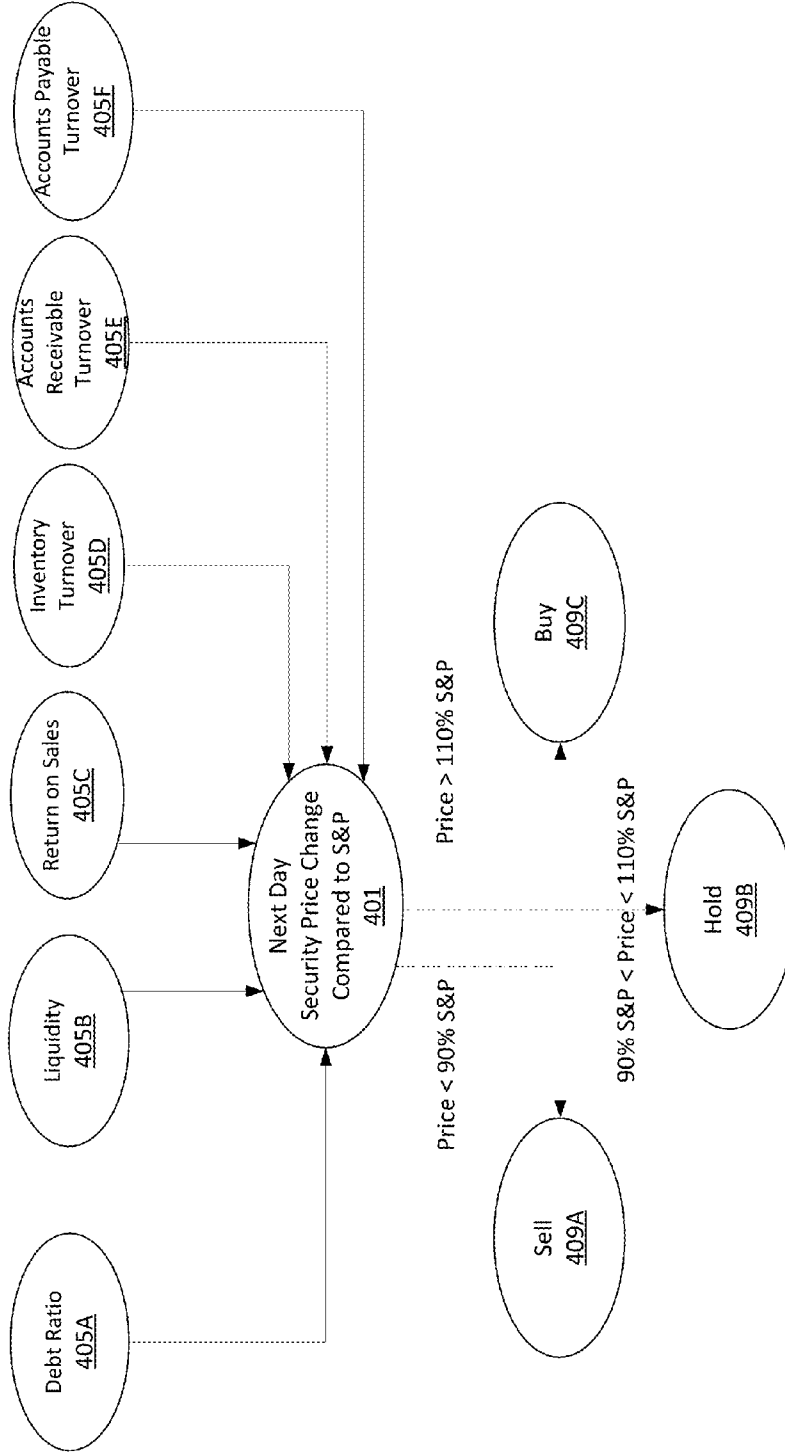 Debt Ratio
405A
Liquidity
405B
Return on Sales
405C
Inventory
Turnover
405D
Accounts
Receivable
Turnover
405E
Accounts Payable
Turnover
405F
Next Day
Security Price Change
Compared to S&P
401
Price < 90% S&P
Price > 110% S&P
Sell
409A
Buy
409C
90% S&P < Price < 110% S&P
Hold
409B